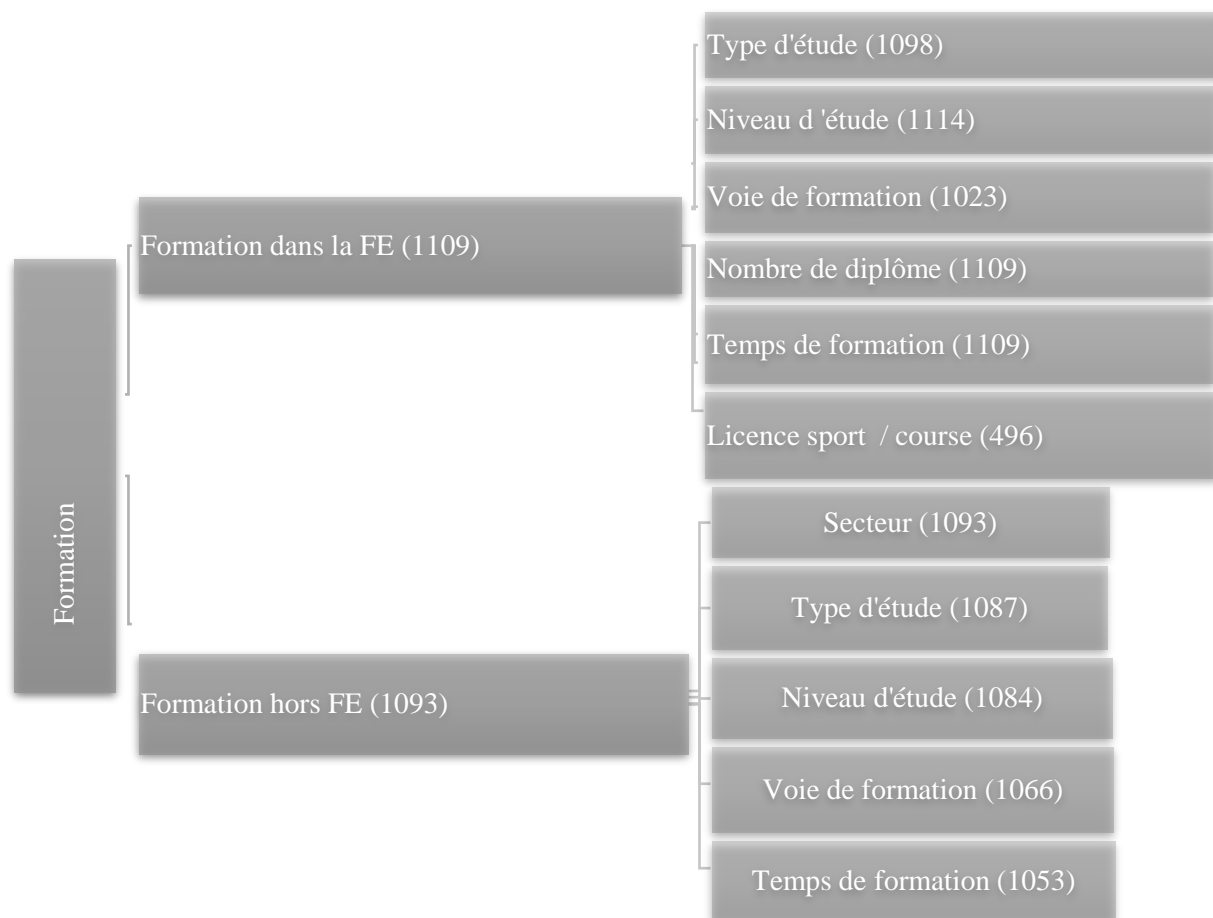 Formation
Formation dans la FE (1109)
Type d'étude (1098)
Niveau d 'étude (1114)
Voie de formation (1023)
Nombre de diplôme (1109)
Temps de formation (1109)
Licence sport  / course (496)
Formation hors FE (1093)
Secteur (1093)
Type d'étude (1087)
Niveau d'étude (1084)
Voie de formation (1066)
Temps de formation (1053)